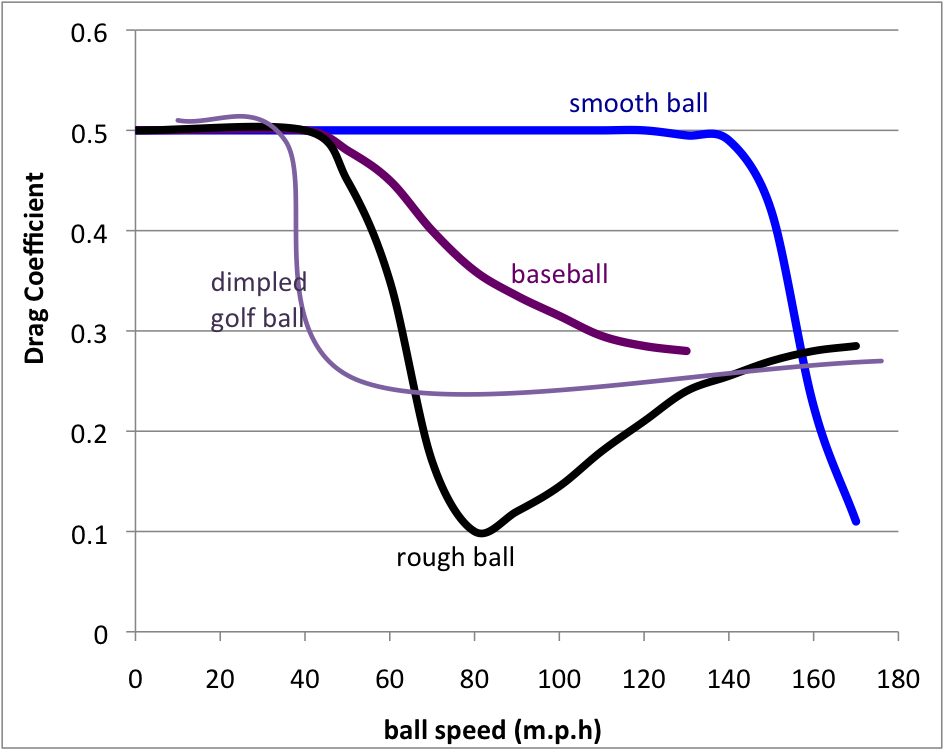 0.6
0.5
0.4
0.3
0.2
0.1
0
Drag Coefficient
smooth ball
baseball
dimpled
golf ball
rough ball
0 20 40 60 80 100 120 140 160 180
ball speed (m.p.h)